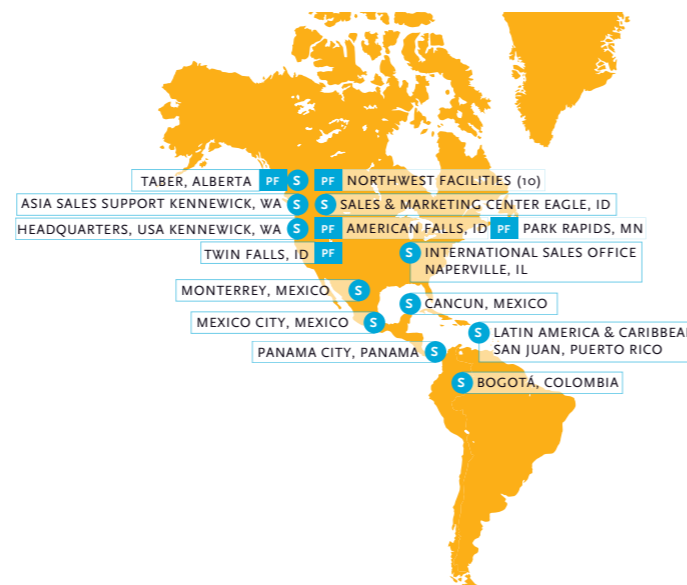 TABER, ALBERTA PF S PF NORTHWEST FACILITIES (10)
ASIA SALES SUPPORT KENNEWICK, WA S S SALES & MARKETING CENTER EAGLE, ID
HEADQUARTERS, USA KENNEWICK, WA S PF AMERICAN FALLS, ID PF PARK RAPIDS, MN
TWIN FALLS, ID PF S INTERNATIONAL SALES OFFICE
NAPERVILLE, IL
MONTERREY, MEXICO S
S CANCUN, MEXICO
MEXICO CITY, MEXICO S
S LATIN AMERICA & CARIBBEA
SAN JUAN, PUERTO RICO
PANAMA CITY, PANAMA S
S BOGOTÁ, COLOMBIA